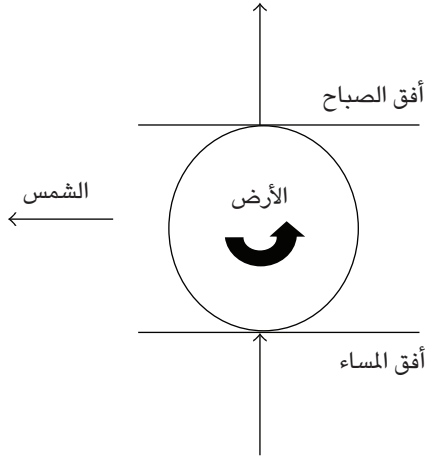 أفق الصباح
الشمس
الأرض
أفق المساء